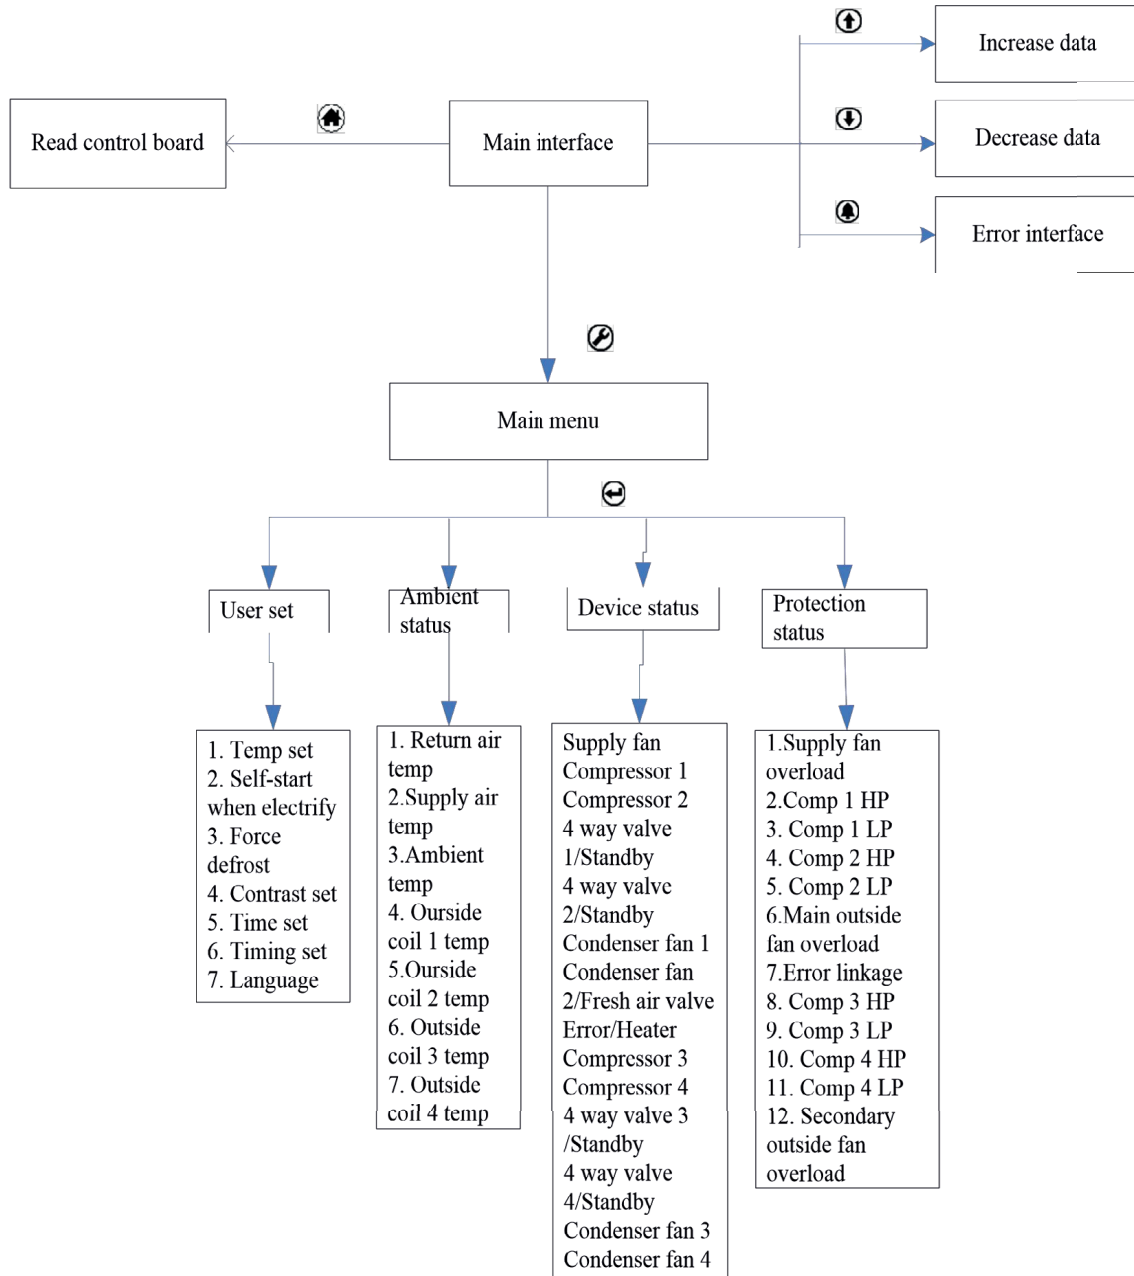 Increase data
Read control board
Main interface
Decrease data
Error interface
Main menu
User set
Ambient
status
Device status
Protection
status
1. Temp set
2. Self-start
when electrify
3. Force
defrost
4. Contrast set
5. Time set
6. Timing set
7. Language
1. Return air
temp
2.Supply air
temp
3.Ambient
temp
4. Ourside
coil 1 temp
5.Ourside
coil 2 temp
6. Outside
coil 3 temp
7. Outside
coil 4 temp
Supply fan
Compressor 1
Compressor 2
4 way valve
1/Standby
4 way valve
2/Standby
Condenser fan 1
Condenser fan
2/Fresh air valve
Error/Heater
Compressor 3
Compressor 4
4 way valve 3
/Standby
4 way valve
4/Standby
Condenser fan 3
Condenser fan 4
1.Supply fan
overload
2.Comp 1 HP
3. Comp 1 LP
4. Comp 2 HP
5. Comp 2 LP
6.Main outside
fan overload
7.Error linkage
8. Comp 3 HP
9. Comp 3 LP
10. Comp 4 HP
11. Comp 4 LP
12. Secondary
outside fan
overload